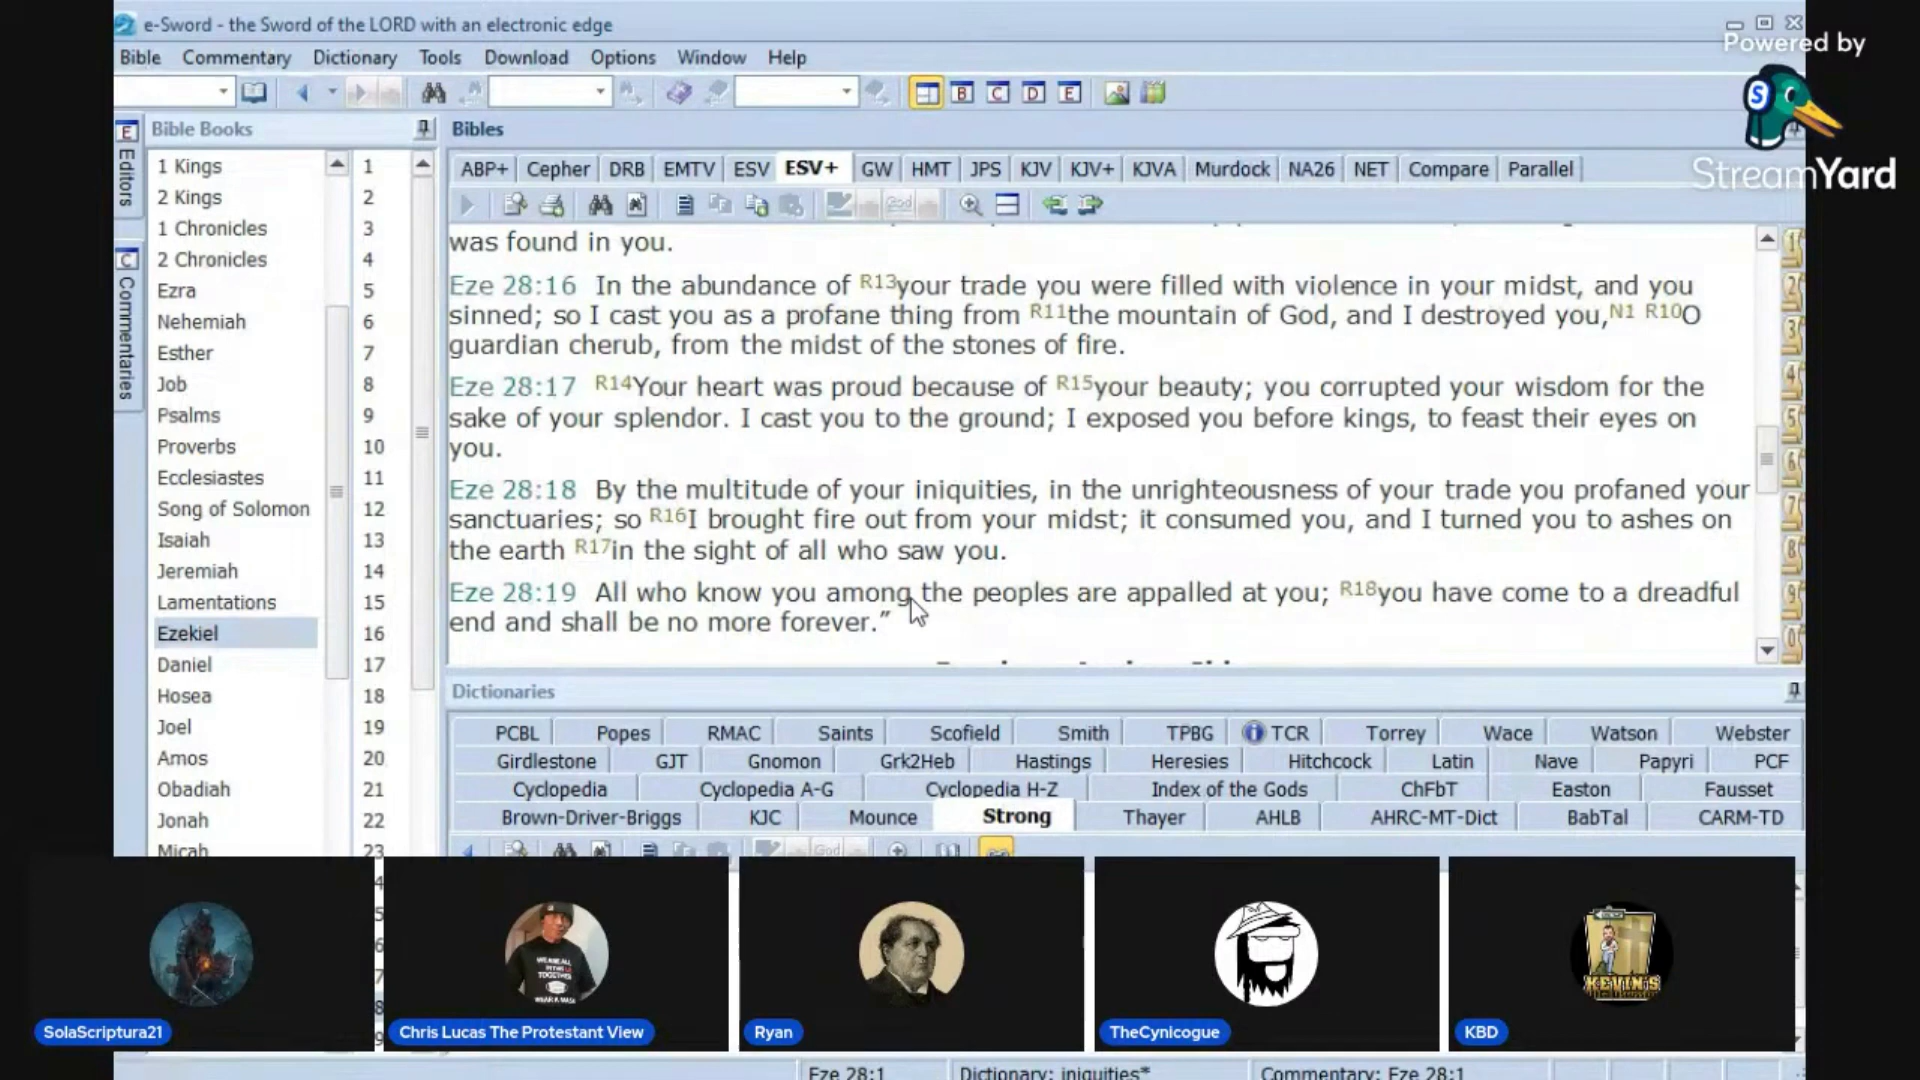 e-Sword - the Sword of the LORD with an electronic edge
Powered by
StreamYard
Bible Commentary Dictionary Tools Download Options Window Help
B C D E
Editors
Commentaries
Bible Books
1 Kings
2 Kings
1 Chronicles
2 Chronicles
Ezra
Nehemiah
Esther
Job
Psalms
Proverbs
Ecclesiastes
Song of Solomon
Isaiah
Jeremiah
Lamentations
Ezekiel
Daniel
Hosea
Joel
Amos
Obadiah
Jonah
Micah
1
2
3
4
5
6
7
8
9
10
11
12
13
14
15
16
17
18
19
20
21
22
23
Bibles
ABP+ Cepher DRB EMTV ESV ESV+ GW HMT JPS KJV KJV+ KJVA Murdock NA26 NET Compare Parallel
was found in you.
Eze 28:16 In the abundance of R13your trade you were filled with violence in your midst, and you
sinned; so I cast you as a profane thing from R11the mountain of God, and I destroyed you,N1 R10O
guardian cherub, from the midst of the stones of fire.
Eze 28:17 R14Your heart was proud because of R15your beauty; you corrupted your wisdom for the
sake of your splendor. I cast you to the ground; I exposed you before kings, to feast their eyes on
you.
Eze 28:18 By the multitude of your iniquities, in the unrighteousness of your trade you profaned your
sanctuaries; so R16I brought fire out from your midst; it consumed you, and I turned you to ashes on
the earth R17in the sight of all who saw you.
Eze 28:19 All who know you among the peoples are appalled at you; R18you have come to a dreadful
end and shall be no more forever.”
Dictionaries
PCBL Popes RMAC Saints Scofield Smith TPBG TCR Torrey Wace Watson Webster
Girdlestone GJT Gnomon Grk2Heb Hastings Heresies Hitchcock Latin Nave Papyri PCF
Cyclopedia Cyclopedia A-G Cyclopedia H-Z Index of the Gods ChFbT Easton Fausset
Brown-Driver-Briggs KJC Mounce Strong Thayer AHLB AHRC-MT-Dict BabTal CARM-TD
WE ARE ALL
IN THIS
TOGETHER
WEAR A MASK
KEVIN'S
SolaScriptura21
Chris Lucas The Protestant View
Ryan
TheCynicogue
KBD
Eze 28:1 Dictionary: iniquities* Commentary: Eze 28:1